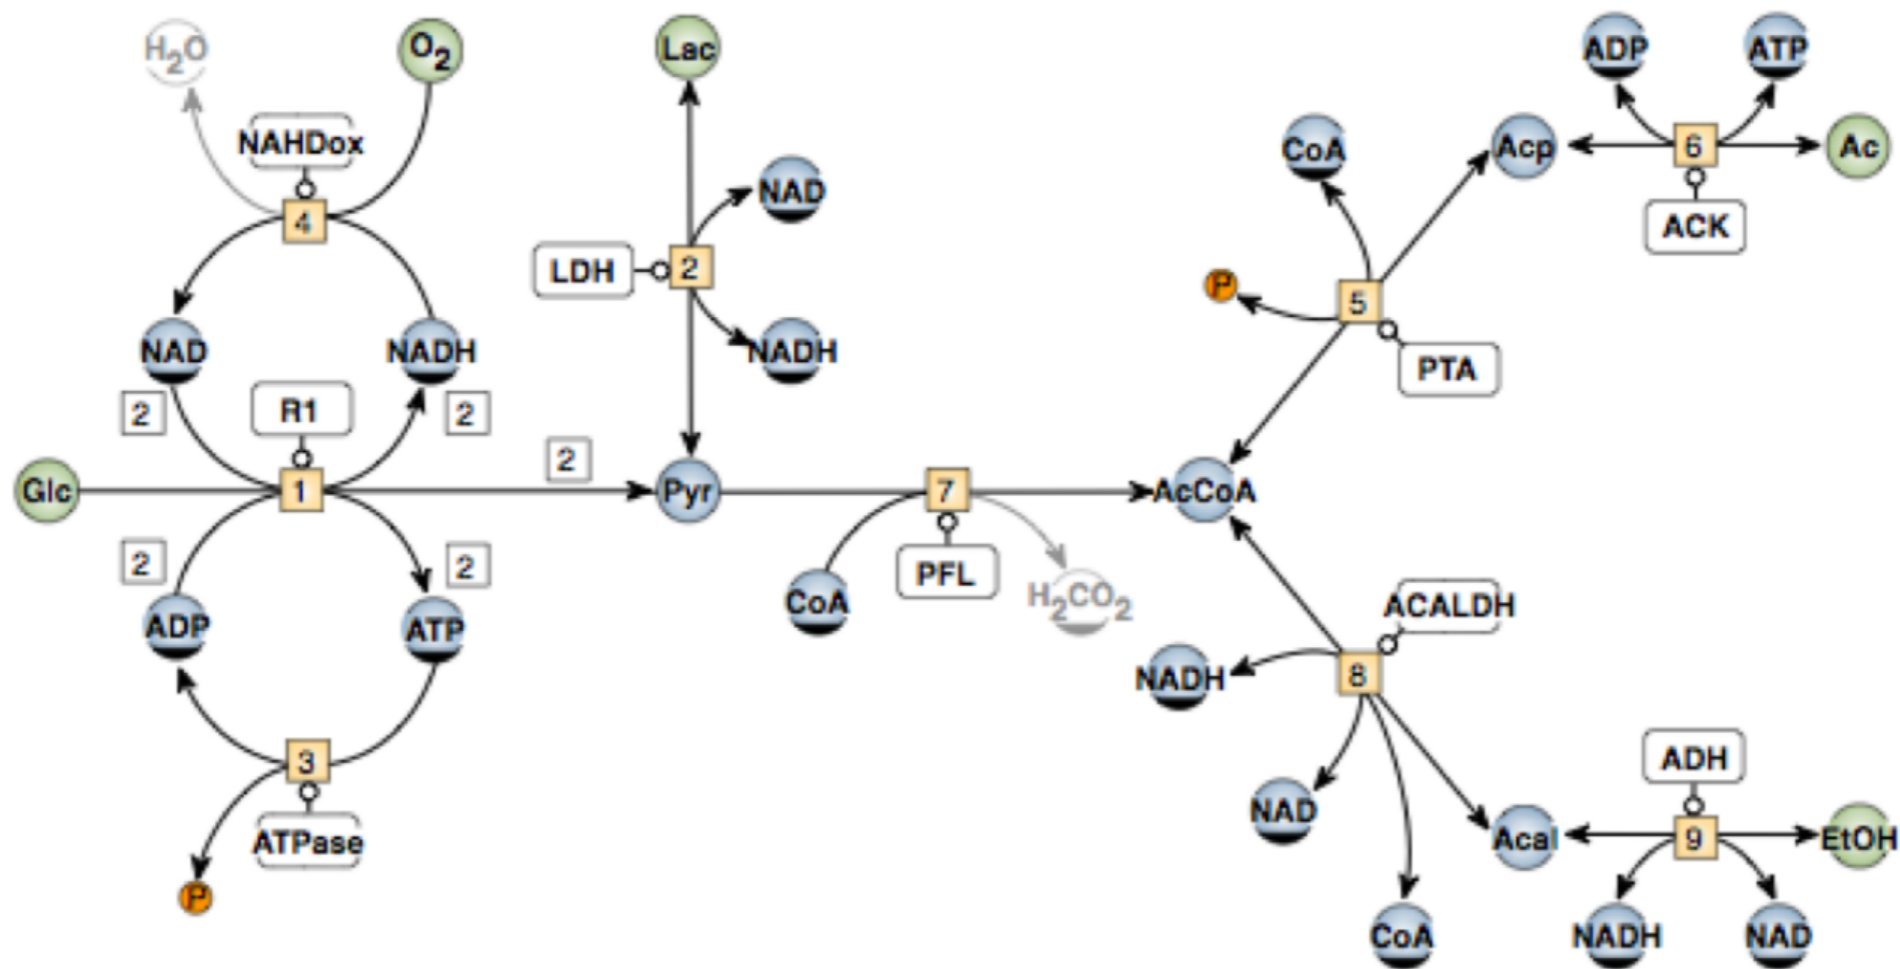 H2O
O2
Lac
ADP
ATP
NAHDox
4
CoA
Acp
6
Ac
NAD
ACK
LDH
2
P
5
NAD
NADH
NADH
PTA
2
R1
2
2
Glc
1
Pyr
7
AcCoA
2
2
PFL
CoA
H2CO2
ACALDH
ADP
ATP
NADH
8
3
ADH
ATPase
NAD
Acal
9
EtOH
P
CoA
NADH
NAD